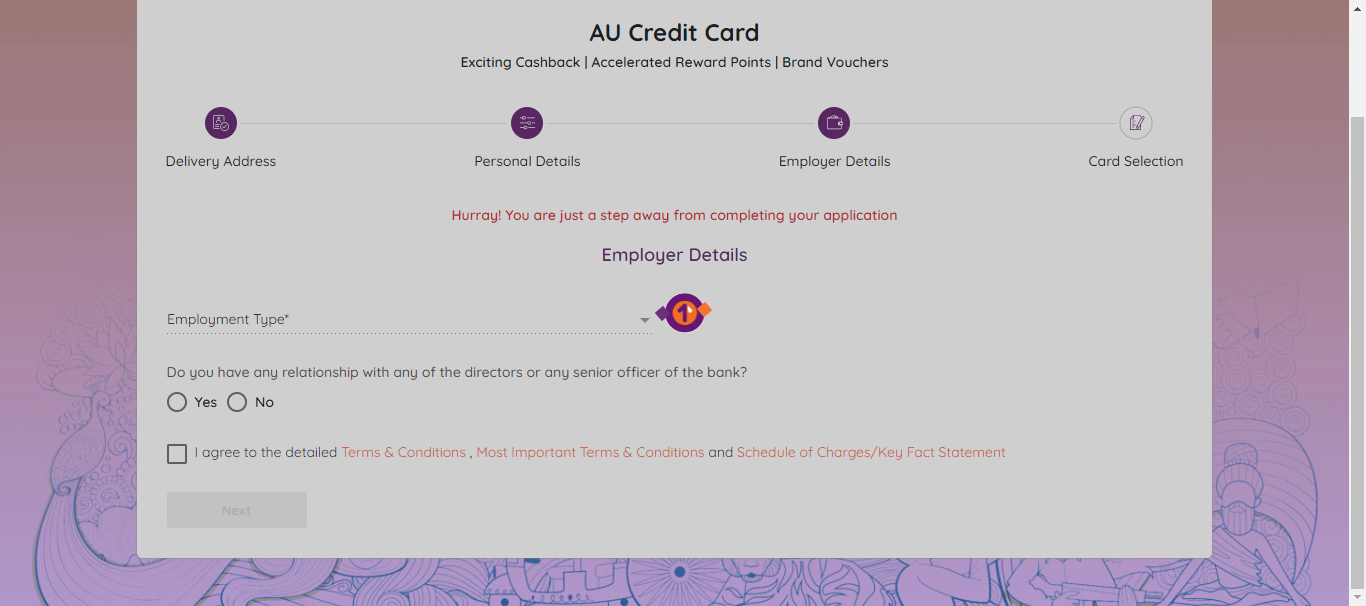 AU Credit Card
Exciting Cashback | Accelerated Reward Points | Brand Vouchers
Delivery Address
Personal Details
Employer Details
Card Selection
Hurray! You are just a step away from completing your application
Employer Details
Employment Type*
1
Do you have any relationship with any of the directors or any senior officer of the bank?
Yes No
I agree to the detailed Terms & Conditions , Most Important Terms & Conditions and Schedule of Charges/Key Fact Statement
Next